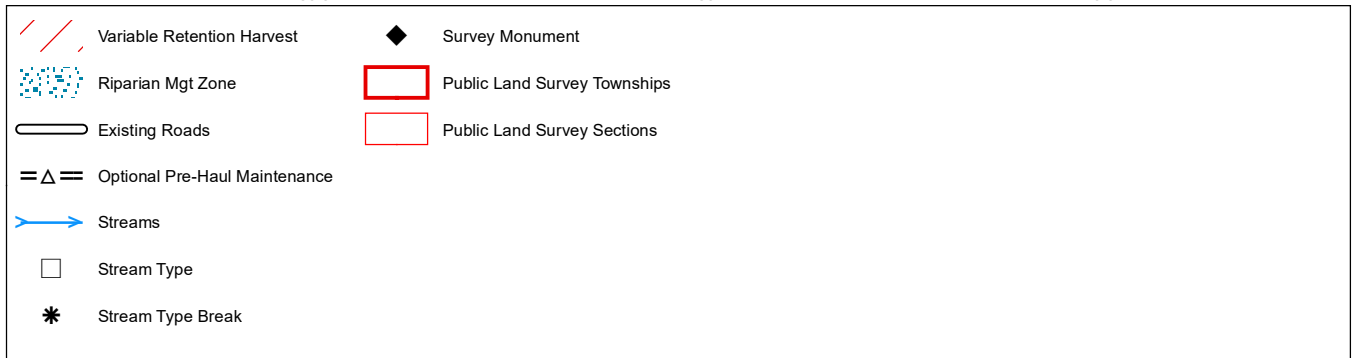 Variable Retention Harvest
Riparian Mgt Zone
Existing Roads
Optional Pre-Haul Maintenance
Streams
Stream Type
Stream Type Break
Survey Monument
Public Land Survey Townships
Public Land Survey Sections